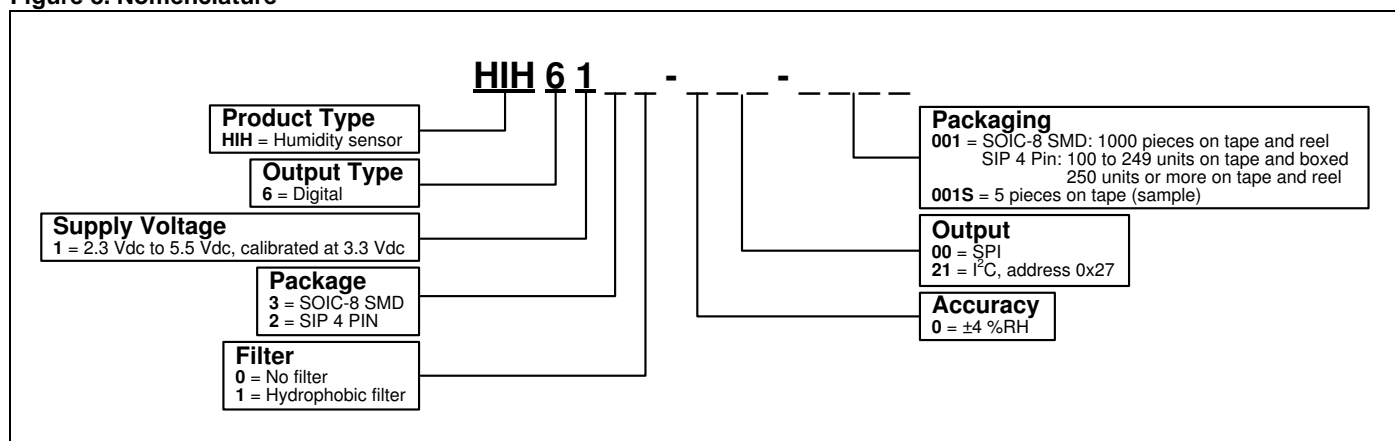 HIH 6 1 _ _ - _ _ _ - _ _ _ _
Product Type
HIH = Humidity sensor
Output Type
6 = Digital
Supply Voltage
1 = 2.3 Vdc to 5.5 Vdc, calibrated at 3.3 Vdc
Package
3 = SOIC-8 SMD
2 = SIP 4 PIN
Filter
0 = No filter
1 = Hydrophobic filter
Packaging
001 = SOIC-8 SMD: 1000 pieces on tape and reel
SIP 4 Pin: 100 to 249 units on tape and boxed
250 units or more on tape and reel
001S = 5 pieces on tape (sample)
Output
00 = SPI
21 = I²C, address 0x27
Accuracy
0 = ±4 %RH